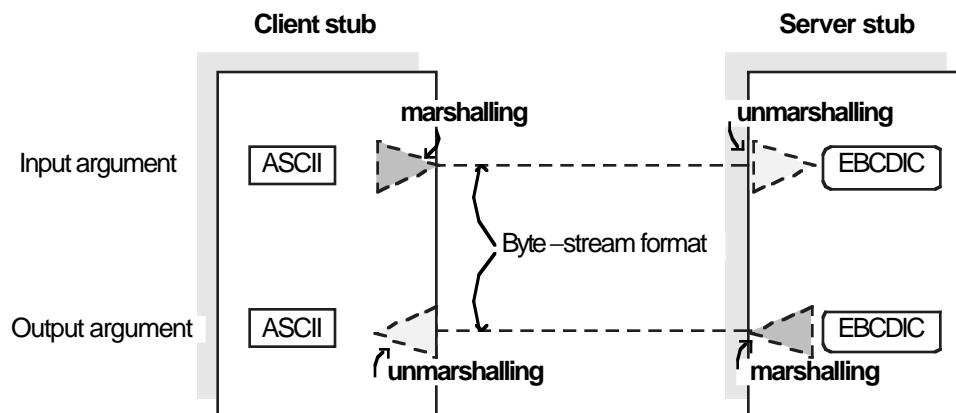 Client stub
Server stub
marshalling
unmarshalling
Input argument
ASCII
EBCDIC
Byte –stream format
Output argument
ASCII
EBCDIC
unmarshalling
marshalling